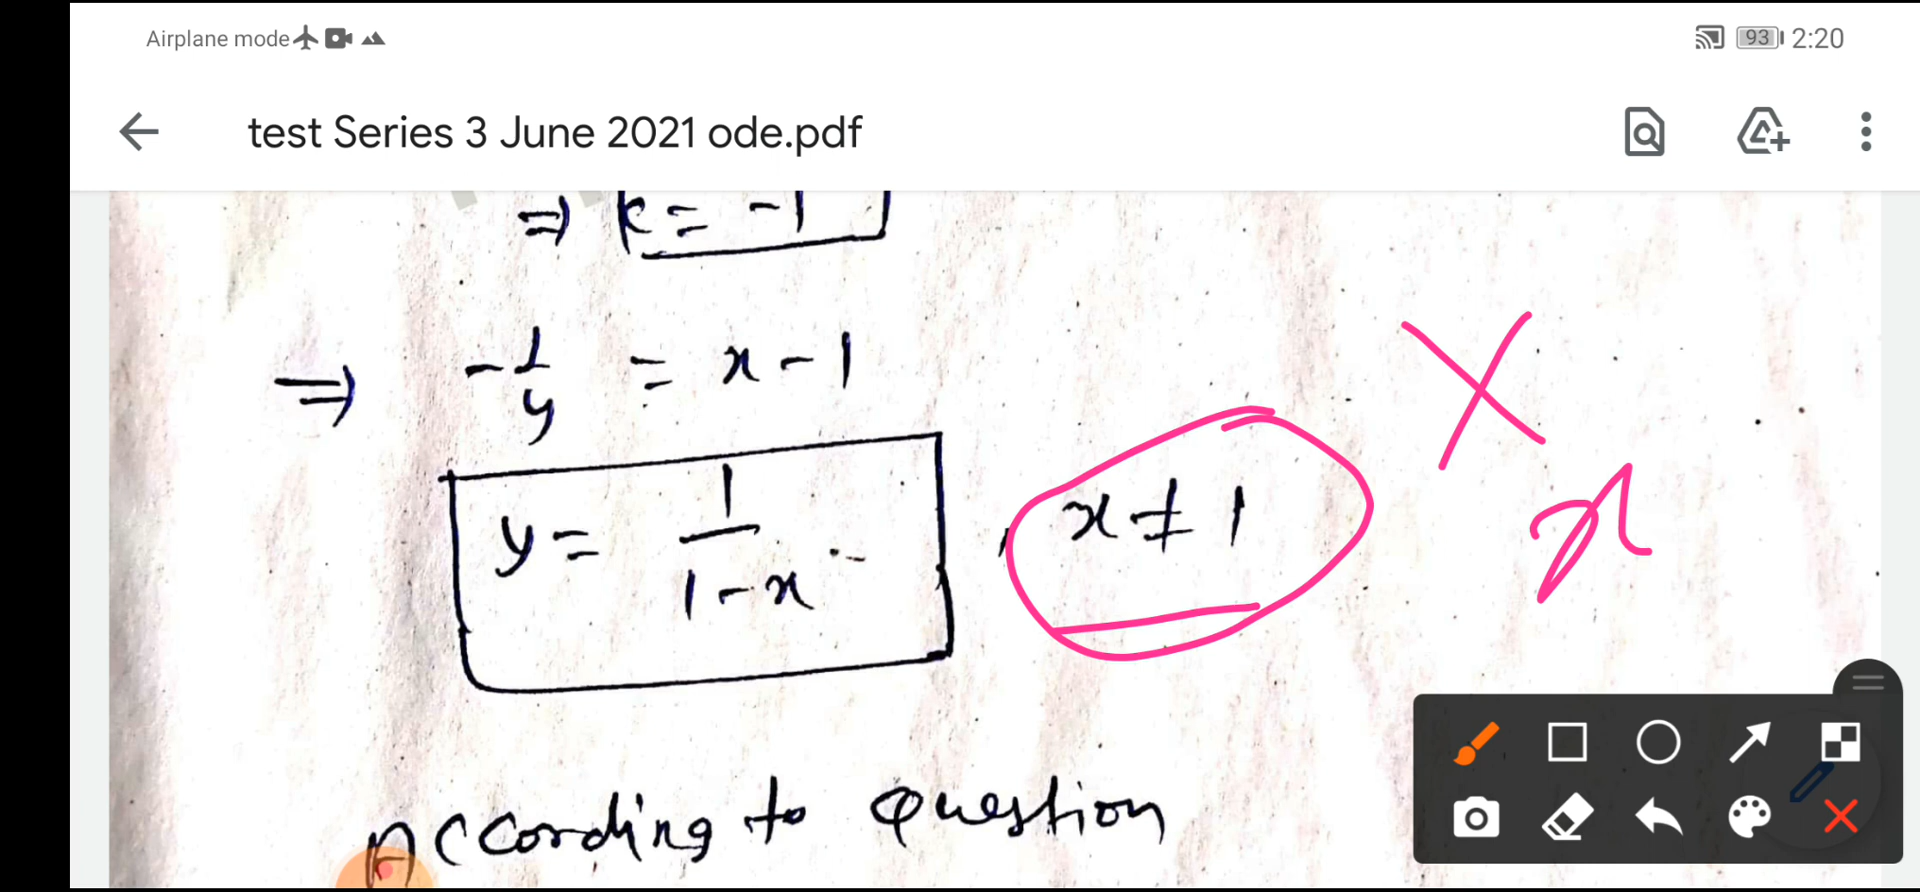 Airplane mode 93 2:20
test Series 3 June 2021 ode.pdf
⇒ k = -1
⇒ -1/y = x - 1
y = 1/(1-x) , x ≠ 1
X
x
According to question